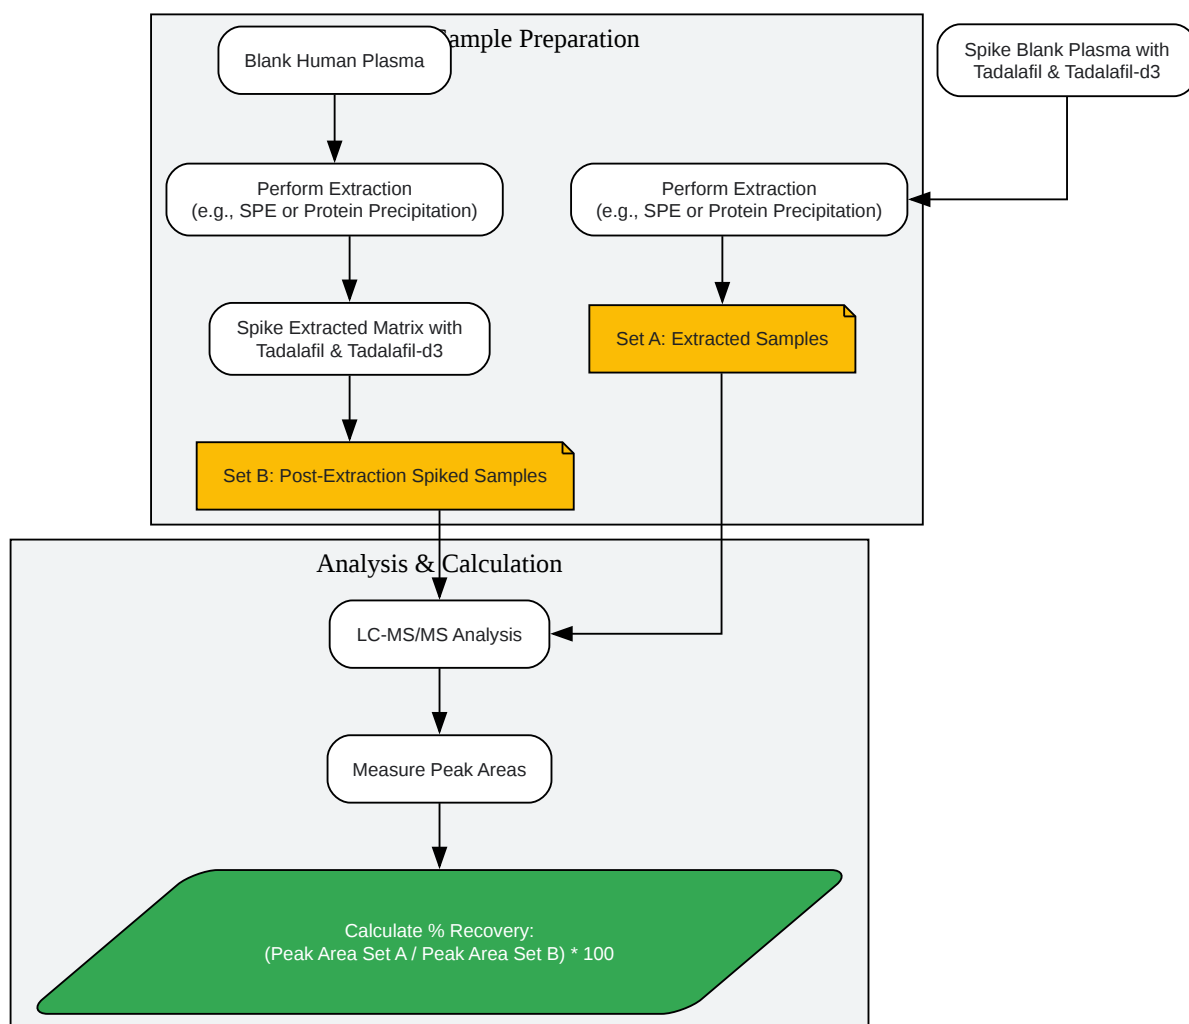 Sample Preparation
Blank Human Plasma
Spike Blank Plasma with
Tadalafil & Tadalafil-d3
Perform Extraction
(e.g., SPE or Protein Precipitation)
Perform Extraction
(e.g., SPE or Protein Precipitation)
Spike Extracted Matrix with
Tadalafil & Tadalafil-d3
Set A: Extracted Samples
Set B: Post-Extraction Spiked Samples
Analysis & Calculation
LC-MS/MS Analysis
Measure Peak Areas
Calculate % Recovery:
(Peak Area Set A / Peak Area Set B) * 100